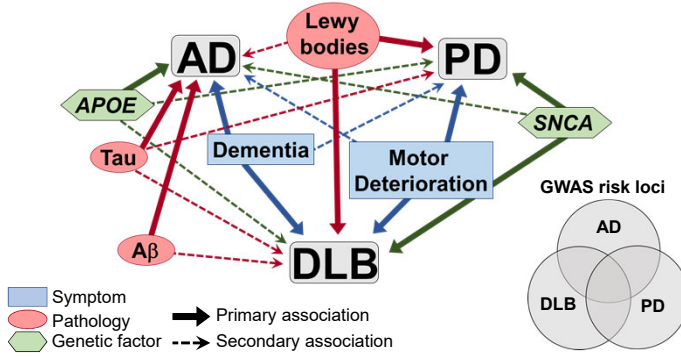 Lewy
bodies
AD
PD
APOE
SNCA
Tau
Dementia
Motor
Deterioration
GWAS risk loci
AD
Aβ
DLB
DLB
PD
Symptom
Pathology
Primary association
Genetic factor
Secondary association